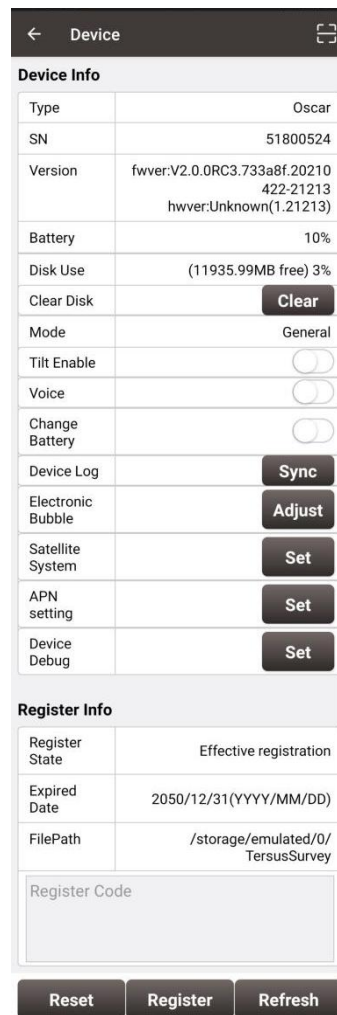 Device
Device Info
Type Oscar
SN 51800524
Version fwver:V2.0.0RC3.733a8f.20210
422-21213
hwver:Unknown(1.21213)
Battery 10%
Disk Use (11935.99MB free) 3%
Clear Disk Clear
Mode General
Tilt Enable
Voice
Change
Battery
Device Log Sync
Electronic
Bubble Adjust
Satellite
System Set
APN
setting Set
Device
Debug Set
Register Info
Register
State Effective registration
Expired
Date 2050/12/31(YYYY/MM/DD)
FilePath /storage/emulated/0/
TersusSurvey
Register Code
Reset Register Refresh